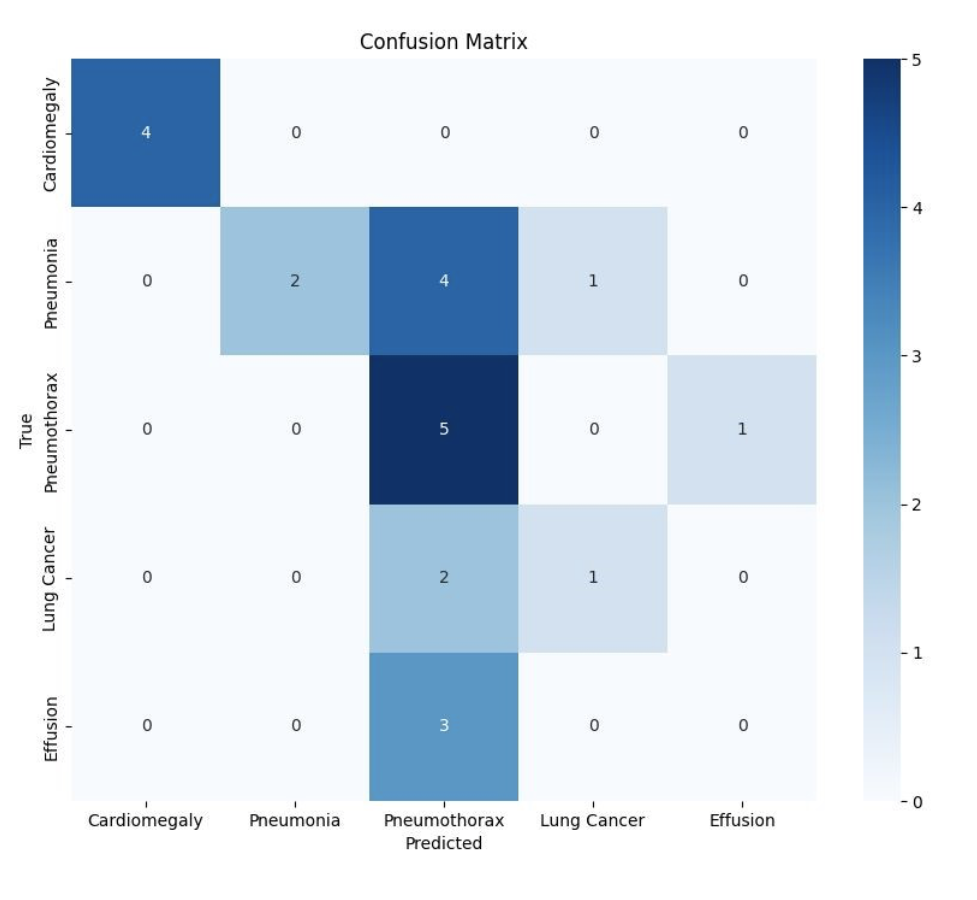 Confusion Matrix
Cardiomegaly
4 0 0 0 0
Pneumonia
0 2 4 1 0
True
Pneumothorax
0 0 5 0 1
Lung Cancer
0 0 2 1 0
Effusion
0 0 3 0 0
Cardiomegaly Pneumonia Pneumothorax Lung Cancer Effusion
Predicted
5
4
3
2
1
0